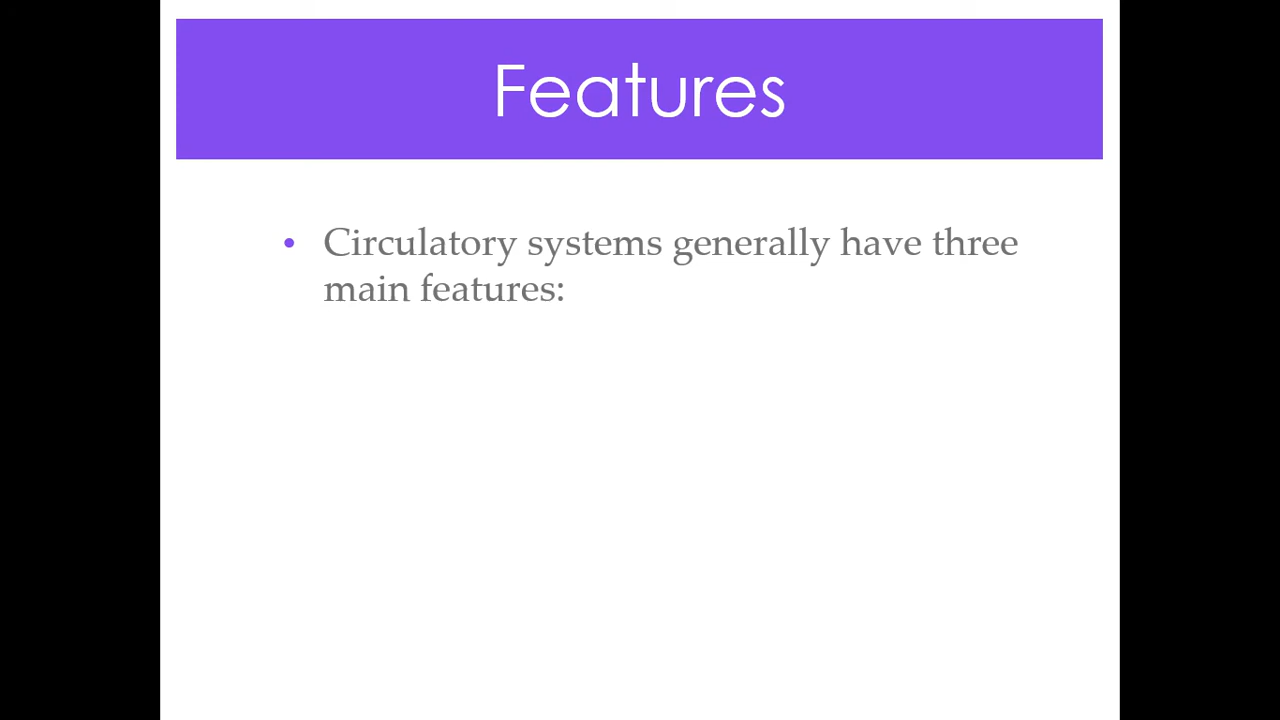 Features
• Circulatory systems generally have three
main features: